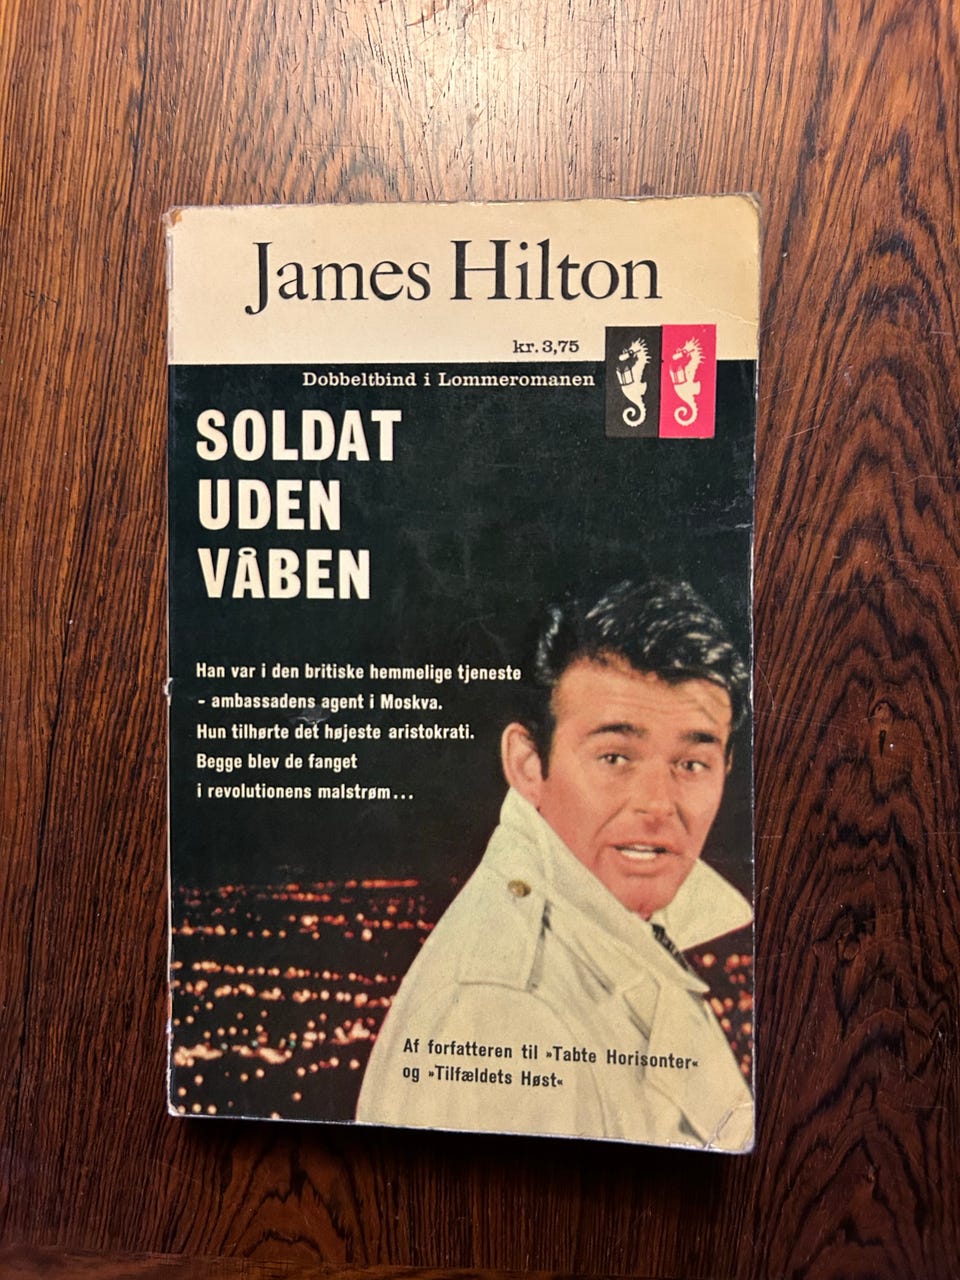 James Hilton
kr. 3,75
Dobbeltbind i Lommeromanen
SOLDAT
UDEN
VÅBEN
Han var i den britiske hemmelige tjeneste
- ambassadens agent i Moskva.
Hun tilhørte det højeste aristokrati.
Begge blev de fanget
i revolutionens malstrøm...
Af forfatteren til »Tabte Horisonter«
og »Tilfældets Høst«